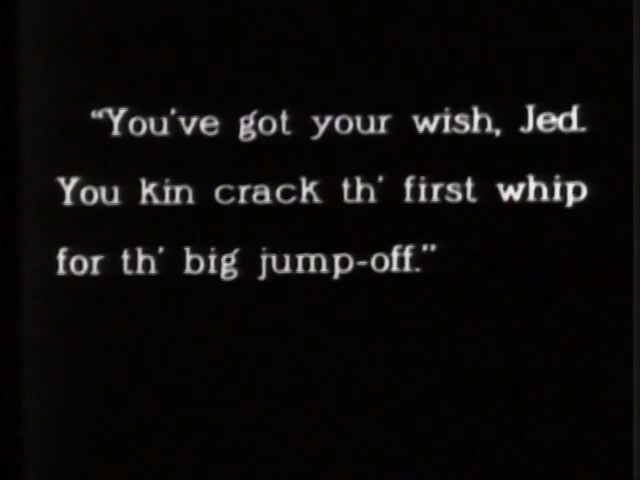 “You've got your wish, Jed.
You kin crack th' first whip
for th' big jump-off.”